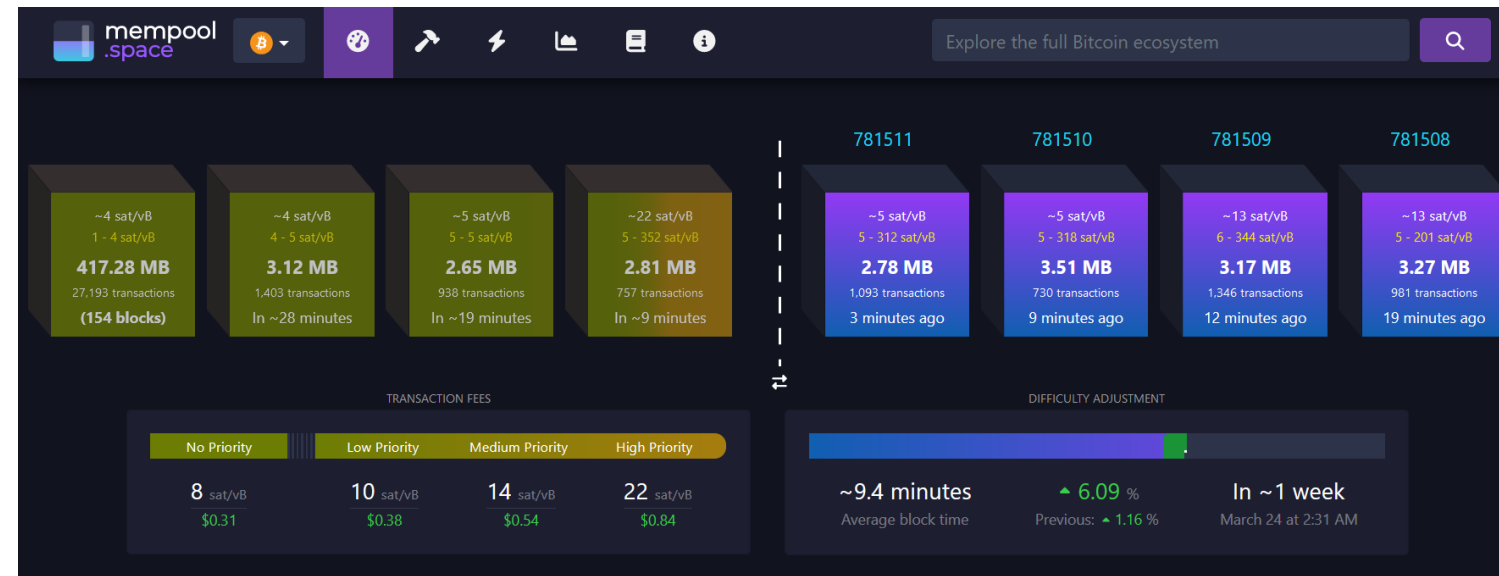 mempool
.space
Explore the full Bitcoin ecosystem
781511
781510
781509
781508
~4 sat/vB
1 - 4 sat/vB
417.28 MB
27,193 transactions
(154 blocks)
~4 sat/vB
4 - 5 sat/vB
3.12 MB
1,403 transactions
In ~28 minutes
~5 sat/vB
5 - 5 sat/vB
2.65 MB
938 transactions
In ~19 minutes
~22 sat/vB
5 - 352 sat/vB
2.81 MB
757 transactions
In ~9 minutes
~5 sat/vB
5 - 312 sat/vB
2.78 MB
1,093 transactions
3 minutes ago
~5 sat/vB
5 - 318 sat/vB
3.51 MB
730 transactions
9 minutes ago
~13 sat/vB
6 - 344 sat/vB
3.17 MB
1,346 transactions
12 minutes ago
~13 sat/vB
5 - 201 sat/vB
3.27 MB
981 transactions
19 minutes ago
TRANSACTION FEES
No Priority Low Priority Medium Priority High Priority
8 sat/vB 10 sat/vB 14 sat/vB 22 sat/vB
$0.31 $0.38 $0.54 $0.84
DIFFICULTY ADJUSTMENT
~9.4 minutes
Average block time
6.09 %
Previous: 1.16 %
In ~1 week
March 24 at 2:31 AM